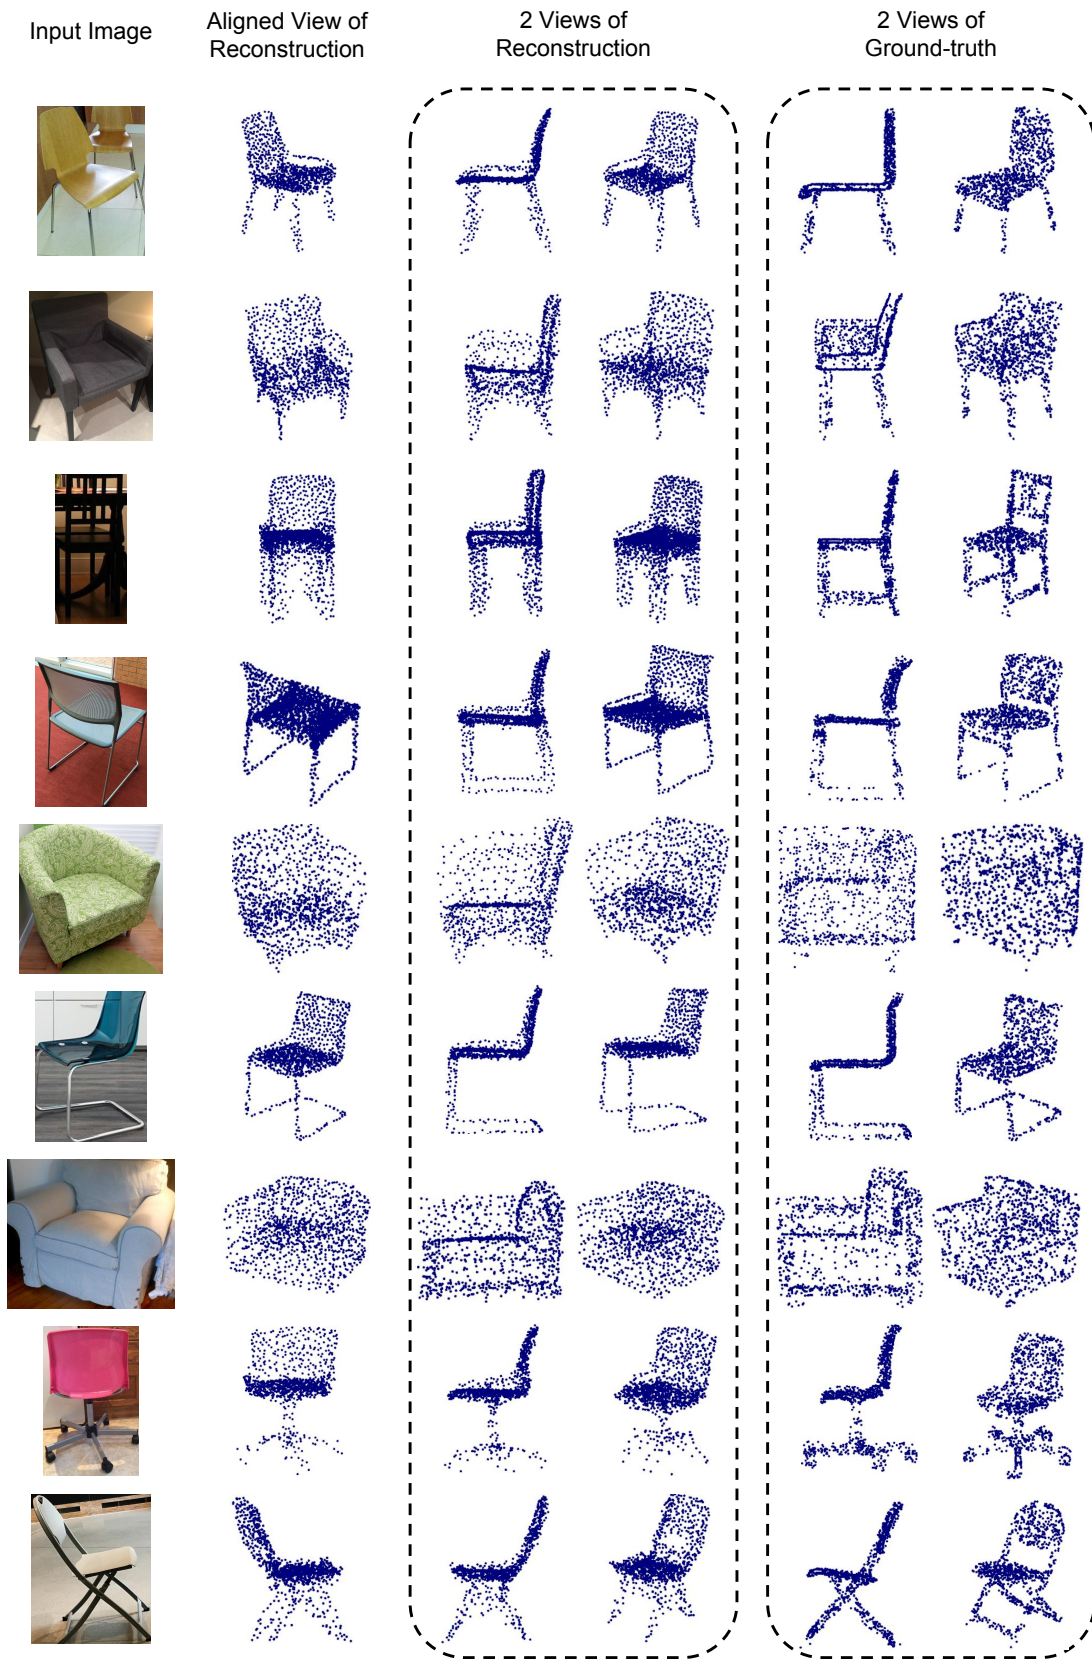 Input Image
Aligned View of
Reconstruction
2 Views of
Reconstruction
2 Views of
Ground-truth